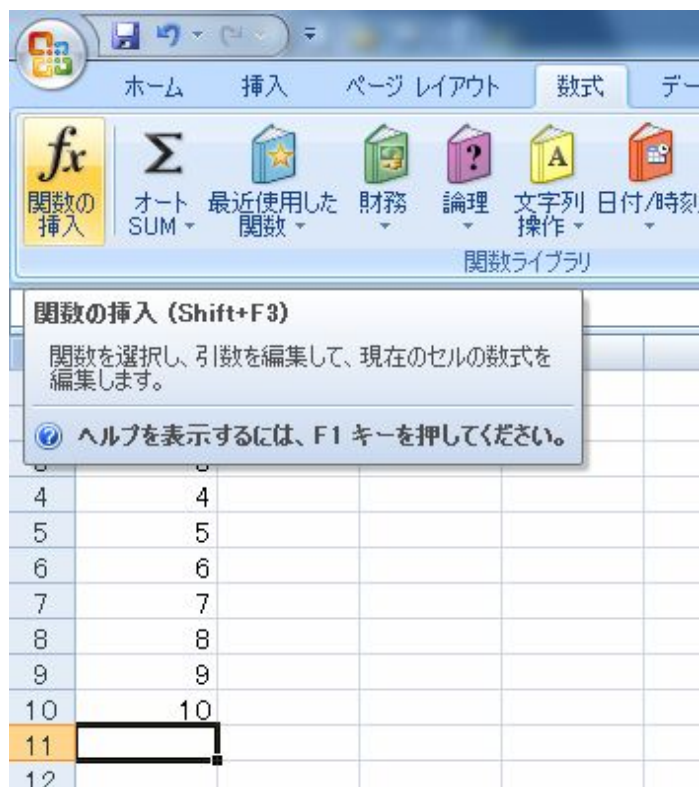 ホーム 挿入 ページ レイアウト 数式 デー
fx Σ ? A
関数の挿入
オート SUM
最近使用した関数
財務
論理
文字列操作
日付/時刻
関数ライブラリ
関数の挿入 (Shift+F3)
関数を選択し、引数を編集して、現在のセルの数式を
編集します。
ヘルプを表示するには、F1 キーを押してください。
4 4
5 5
6 6
7 7
8 8
9 9
10 10
11
12